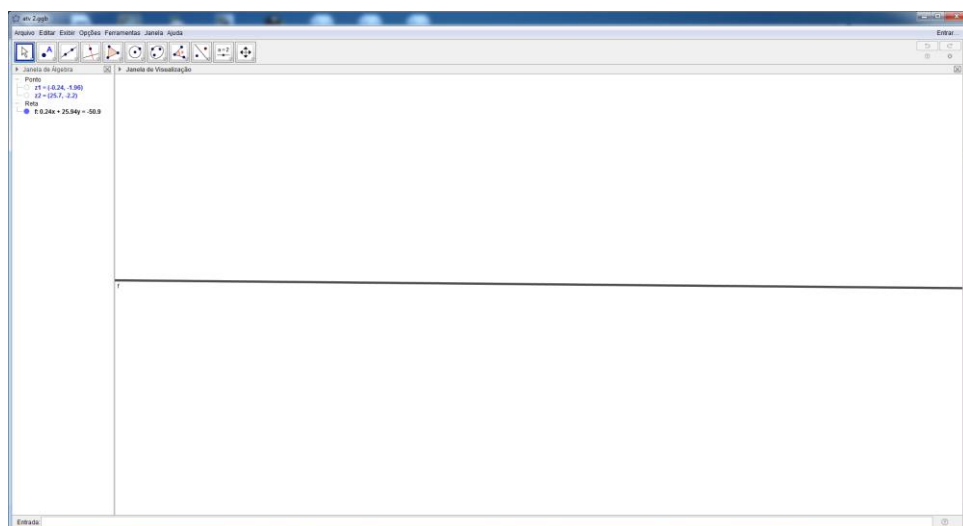 atv 2.ggb
Arquivo Editar Exibir Opções Ferramentas Janela Ajuda
Entrar...
A
a=2
Janela de Álgebra
Janela de Visualização
Ponto
z1 = (-0.24, -1.96)
z2 = (25.7, -2.2)
Reta
f: 0.24x + 25.94y = -50.9
f
Entrada: